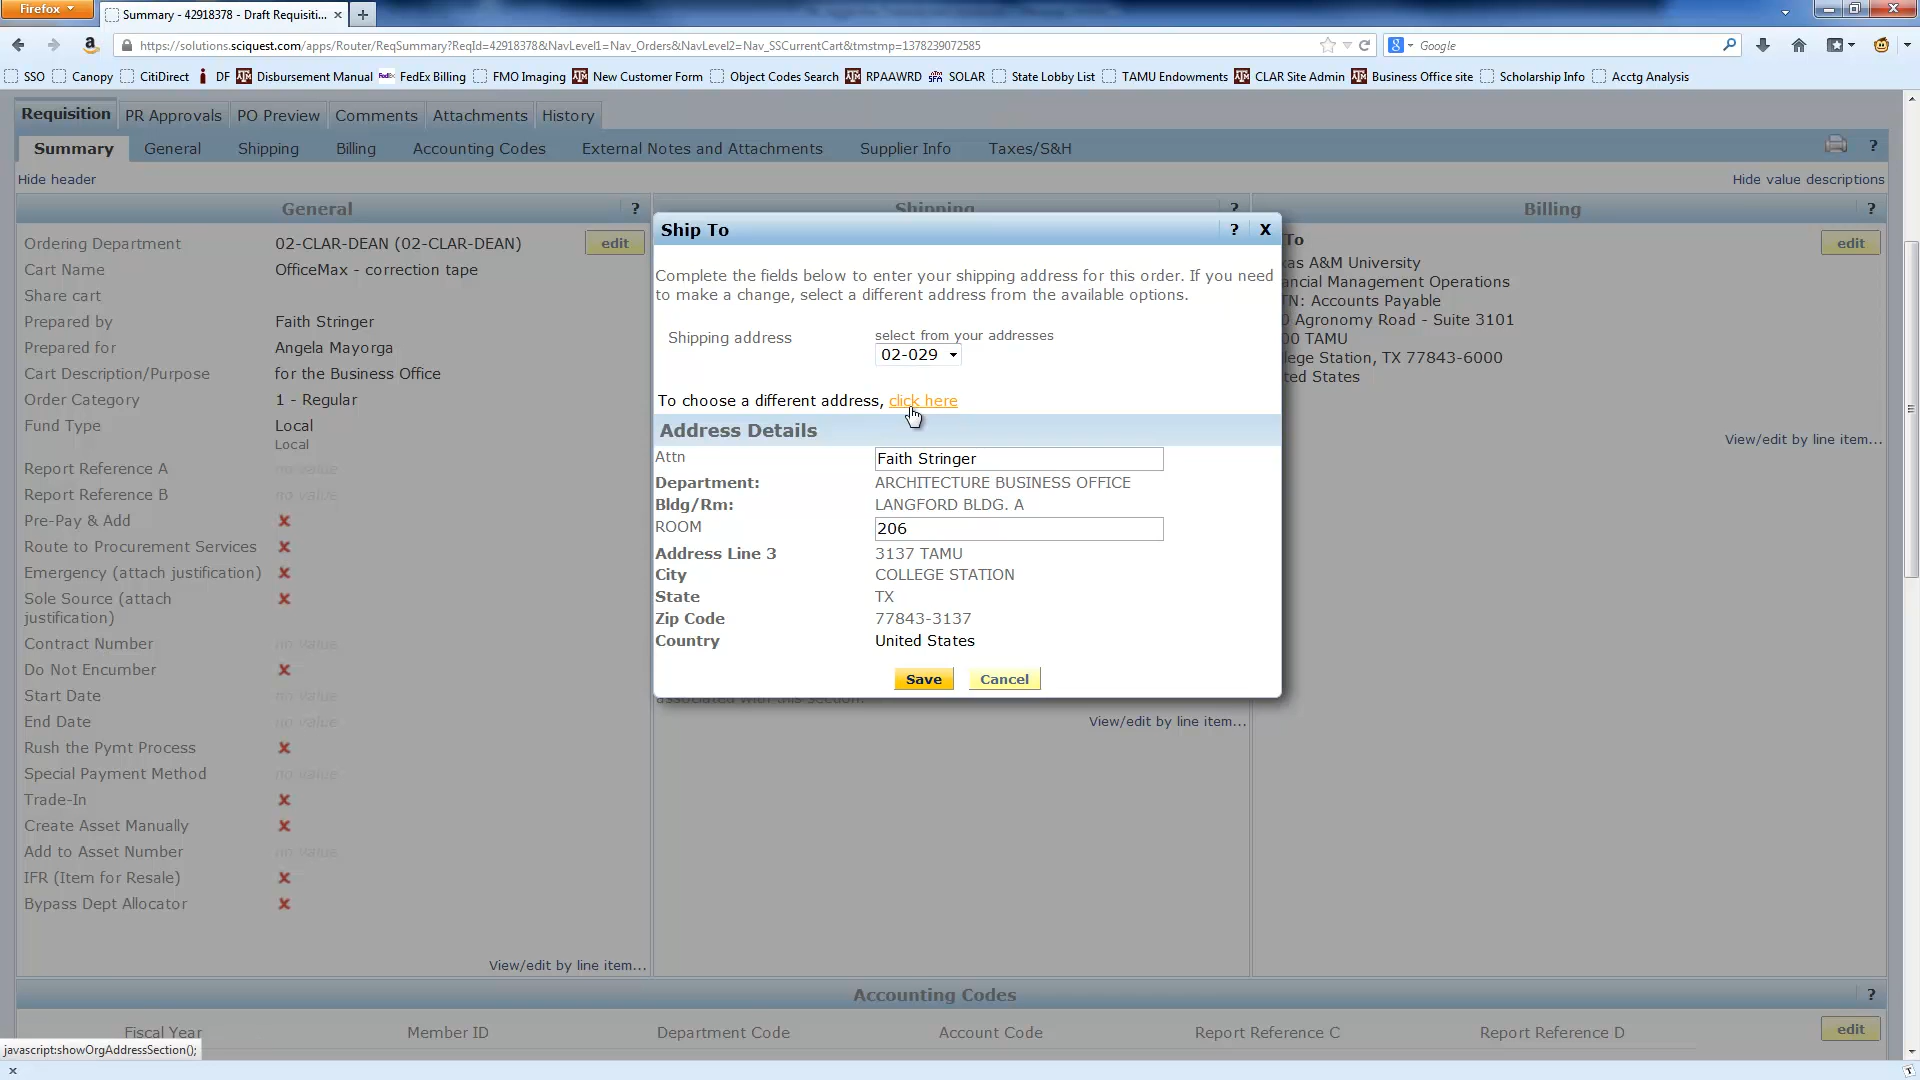 Firefox
Summary - 42918378 - Draft Requisiti...
https://solutions.sciquest.com/apps/Router/ReqSummary?ReqId=42918378&NavLevel1=Nav_Orders&NavLevel2=Nav_SSCurrentCart&tmstmp=1378239072585
Google
SSO Canopy CitiDirect DF Disbursement Manual FedEx Billing FMO Imaging New Customer Form Object Codes Search RPAAWRD SOLAR State Lobby List TAMU Endowments CLAR Site Admin Business Office site Scholarship Info Acctg Analysis
Requisition PR Approvals PO Preview Comments Attachments History
Summary General Shipping Billing Accounting Codes External Notes and Attachments Supplier Info Taxes/S&H ?
Hide header Hide value descriptions
General ? Shipping ? Billing ?
Ordering Department 02-CLAR-DEAN (02-CLAR-DEAN) edit
Cart Name OfficeMax - correction tape
Share cart
Prepared by Faith Stringer
Prepared for Angela Mayorga
Cart Description/Purpose for the Business Office
Order Category 1 - Regular
Fund Type Local
Local
Report Reference A no value
Report Reference B no value
Pre-Pay & Add
Route to Procurement Services
Emergency (attach justification)
Sole Source (attach
justification)
Contract Number no value
Do Not Encumber
Start Date no value
End Date no value
Rush the Pymt Process
Special Payment Method no value
Trade-In
Create Asset Manually
Add to Asset Number no value
IFR (Item for Resale)
Bypass Dept Allocator
View/edit by line item...
Ship To ? X
Complete the fields below to enter your shipping address for this order. If you need
to make a change, select a different address from the available options.
Shipping address select from your addresses
02-029
To choose a different address, click here
Address Details
Attn Faith Stringer
Department: ARCHITECTURE BUSINESS OFFICE
Bldg/Rm: LANGFORD BLDG. A
ROOM 206
Address Line 3 3137 TAMU
City COLLEGE STATION
State TX
Zip Code 77843-3137
Country United States
Save Cancel
associated with this section.
View/edit by line item...
To edit
as A&M University
ancial Management Operations
N: Accounts Payable
Agronomy Road - Suite 3101
00 TAMU
lege Station, TX 77843-6000
ted States
View/edit by line item...
Accounting Codes ?
Fiscal Year Member ID Department Code Account Code Report Reference C Report Reference D edit
javascript:showOrgAddressSection();